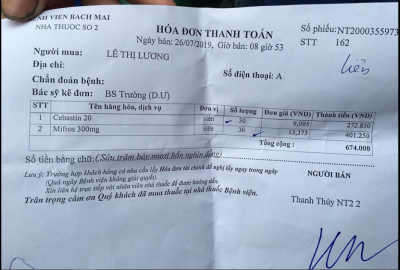 BỆNH VIỆN BẠCH MAI
NHÀ THUỐC SỐ 2
HÓA ĐƠN THANH TOÁN
Số phiếu: NT2000355973
Ngày bán: 26/07/2019, Giờ bán: 08 giờ 53
STT 162
Người mua: LÊ THỊ LƯƠNG
Địa chỉ:
Số điện thoại: A
Chẩn đoán bệnh:
Bác sỹ kê đơn: BS Trường (D.Ư)
STT Tên hàng hóa, dịch vụ Đơn vị Số lượng Đơn giá (VNĐ) Thành tiền (VNĐ)
1 Cebastin 20 viên 30 9,095 272.850
2 Mifros 300mg viên 30 13,375 401.250
Tổng cộng: 674.000
Số tiền bằng chữ: (Sáu trăm bảy mươi bốn nghìn đồng)
Lưu ý: Trường hợp khách hàng có nhu cầu lấy Hóa đơn tài chính đề nghị lấy ngay trong ngày
(Quá ngày Bệnh viện không giải quyết).
Xin liên hệ trực tiếp với nhân viên nhà thuốc để được hướng dẫn.
Trân trọng cảm ơn Quý khách đã mua thuốc tại nhà thuốc Bệnh viện.
NGƯỜI BÁN
Thanh Thủy NT2 2